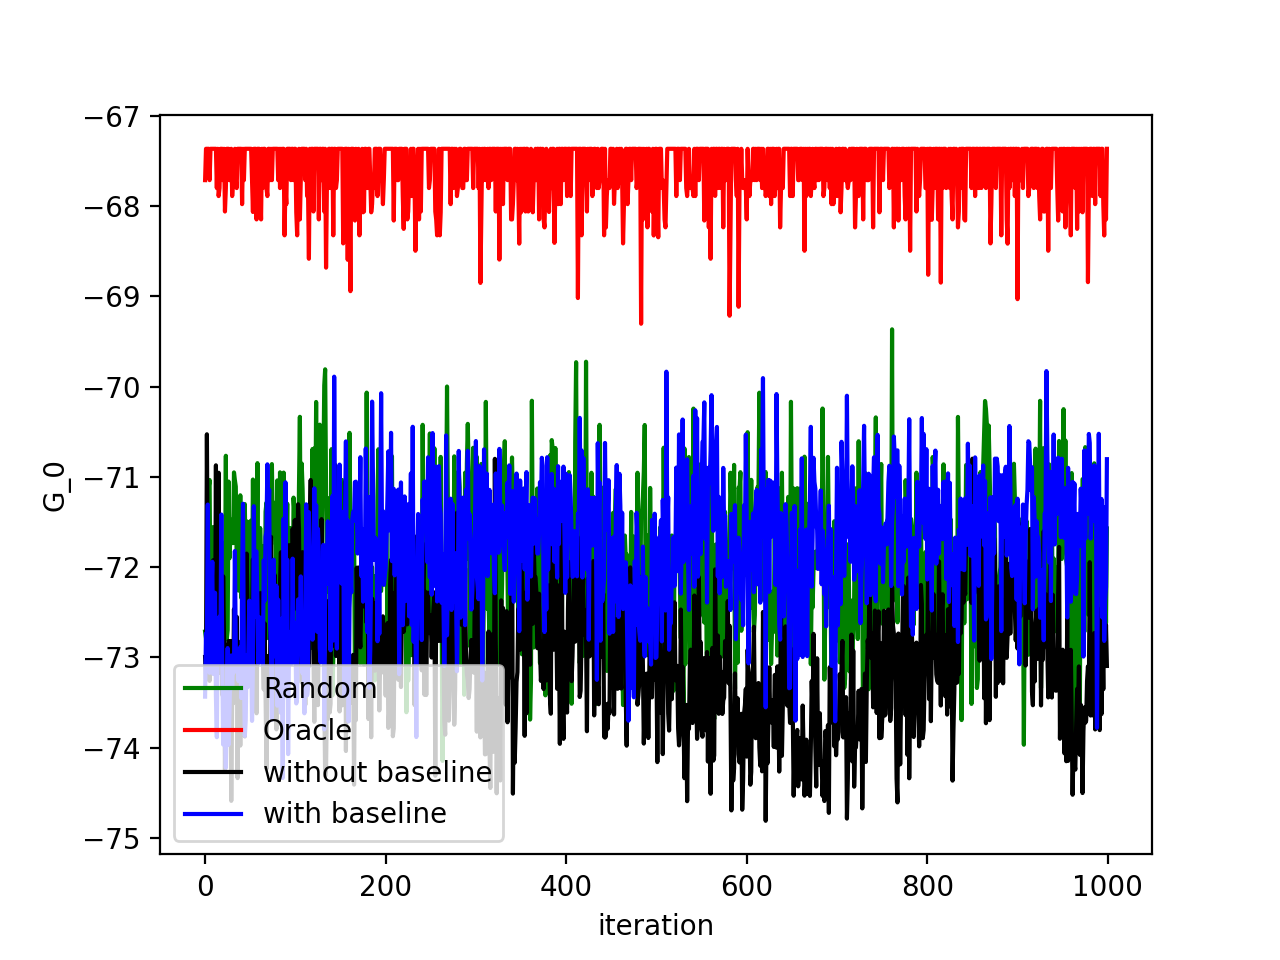 −67
−68
−69
−70
−71
−72
−73
−74
−75
G_0
Random
Oracle
without baseline
with baseline
0 200 400 600 800 1000
iteration